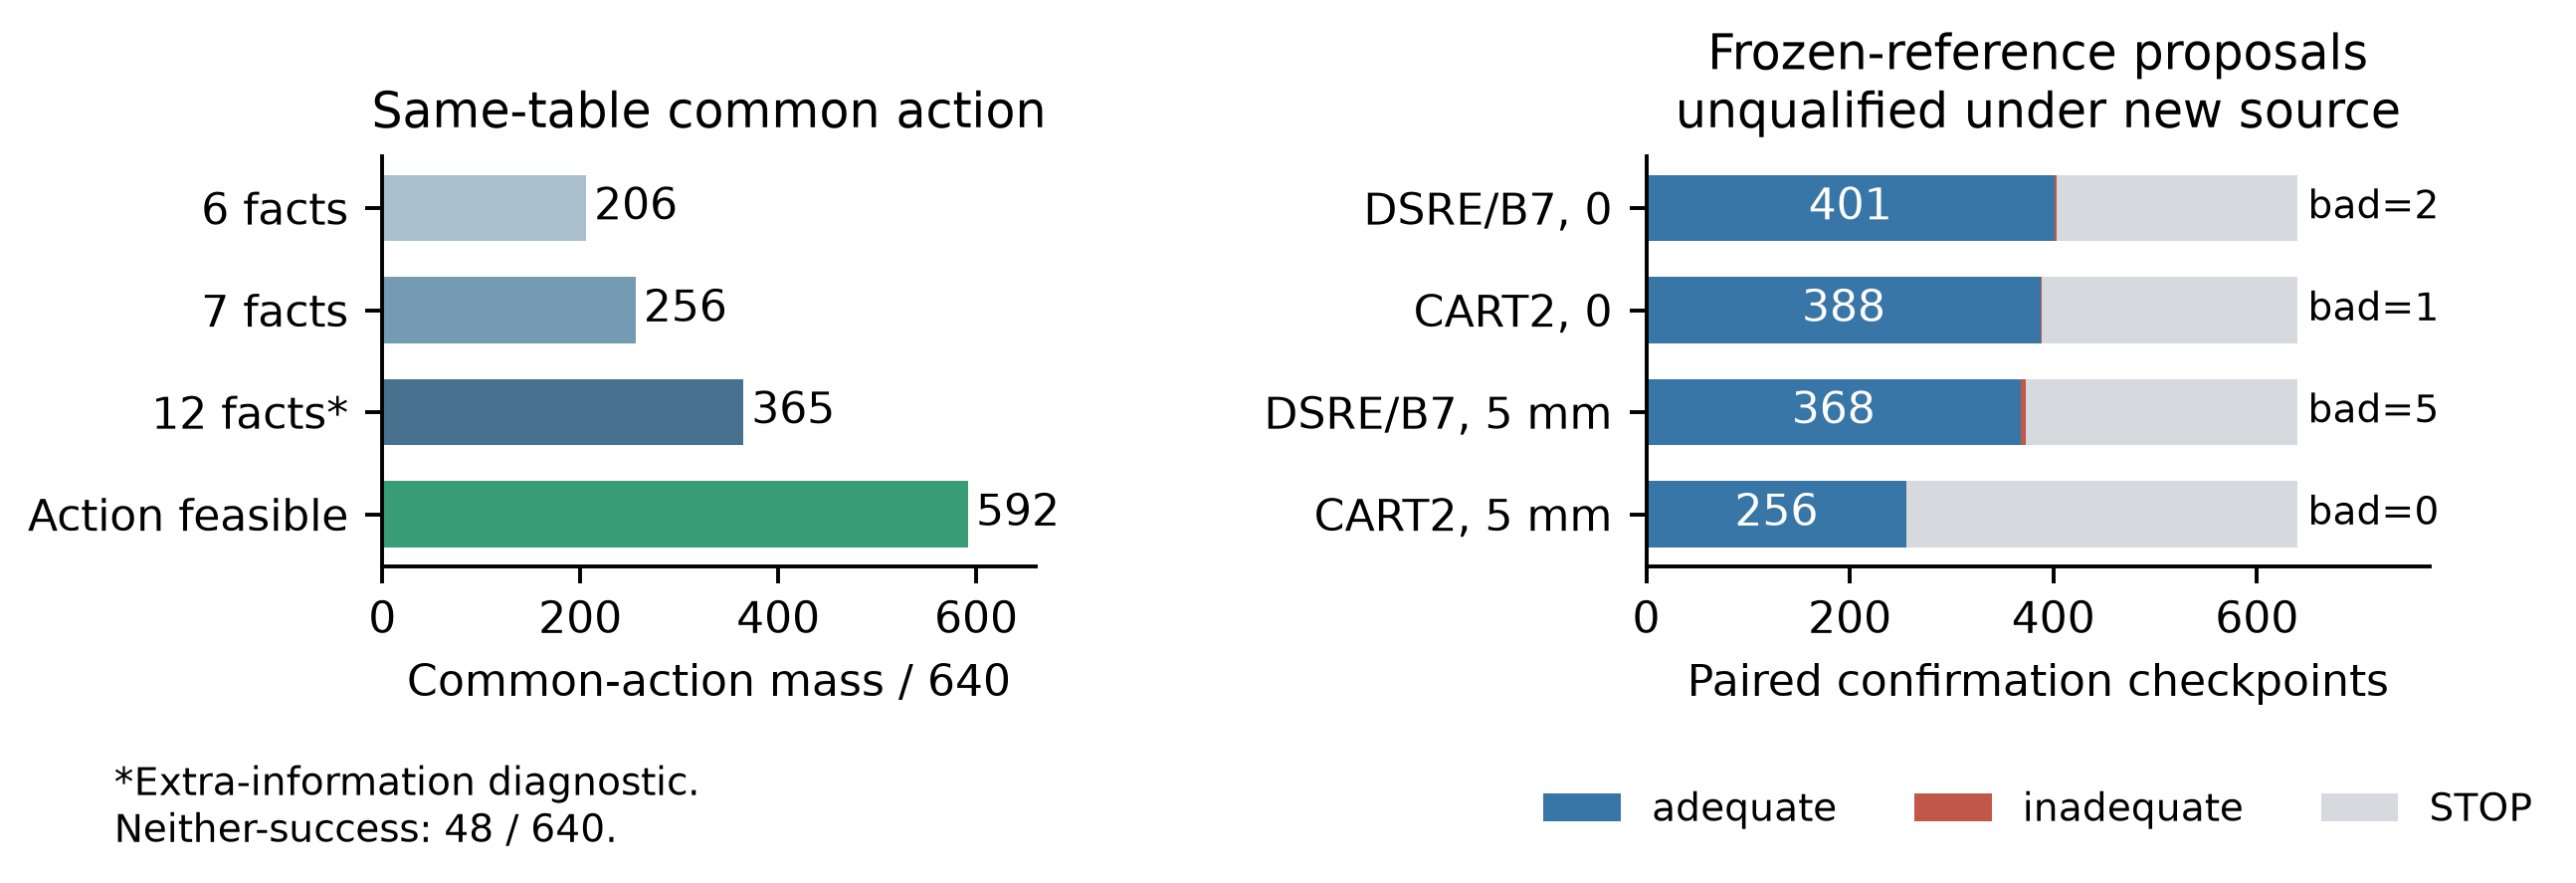 Same-table common action
6 facts
206
7 facts
256
12 facts*
365
Action feasible
592
0 200 400 600
Common-action mass / 640
*Extra-information diagnostic.
Neither-success: 48 / 640.
Frozen-reference proposals
unqualified under new source
DSRE/B7, 0
401
bad=2
CART2, 0
388
bad=1
DSRE/B7, 5 mm
368
bad=5
CART2, 5 mm
256
bad=0
0 200 400 600
Paired confirmation checkpoints
adequate inadequate STOP